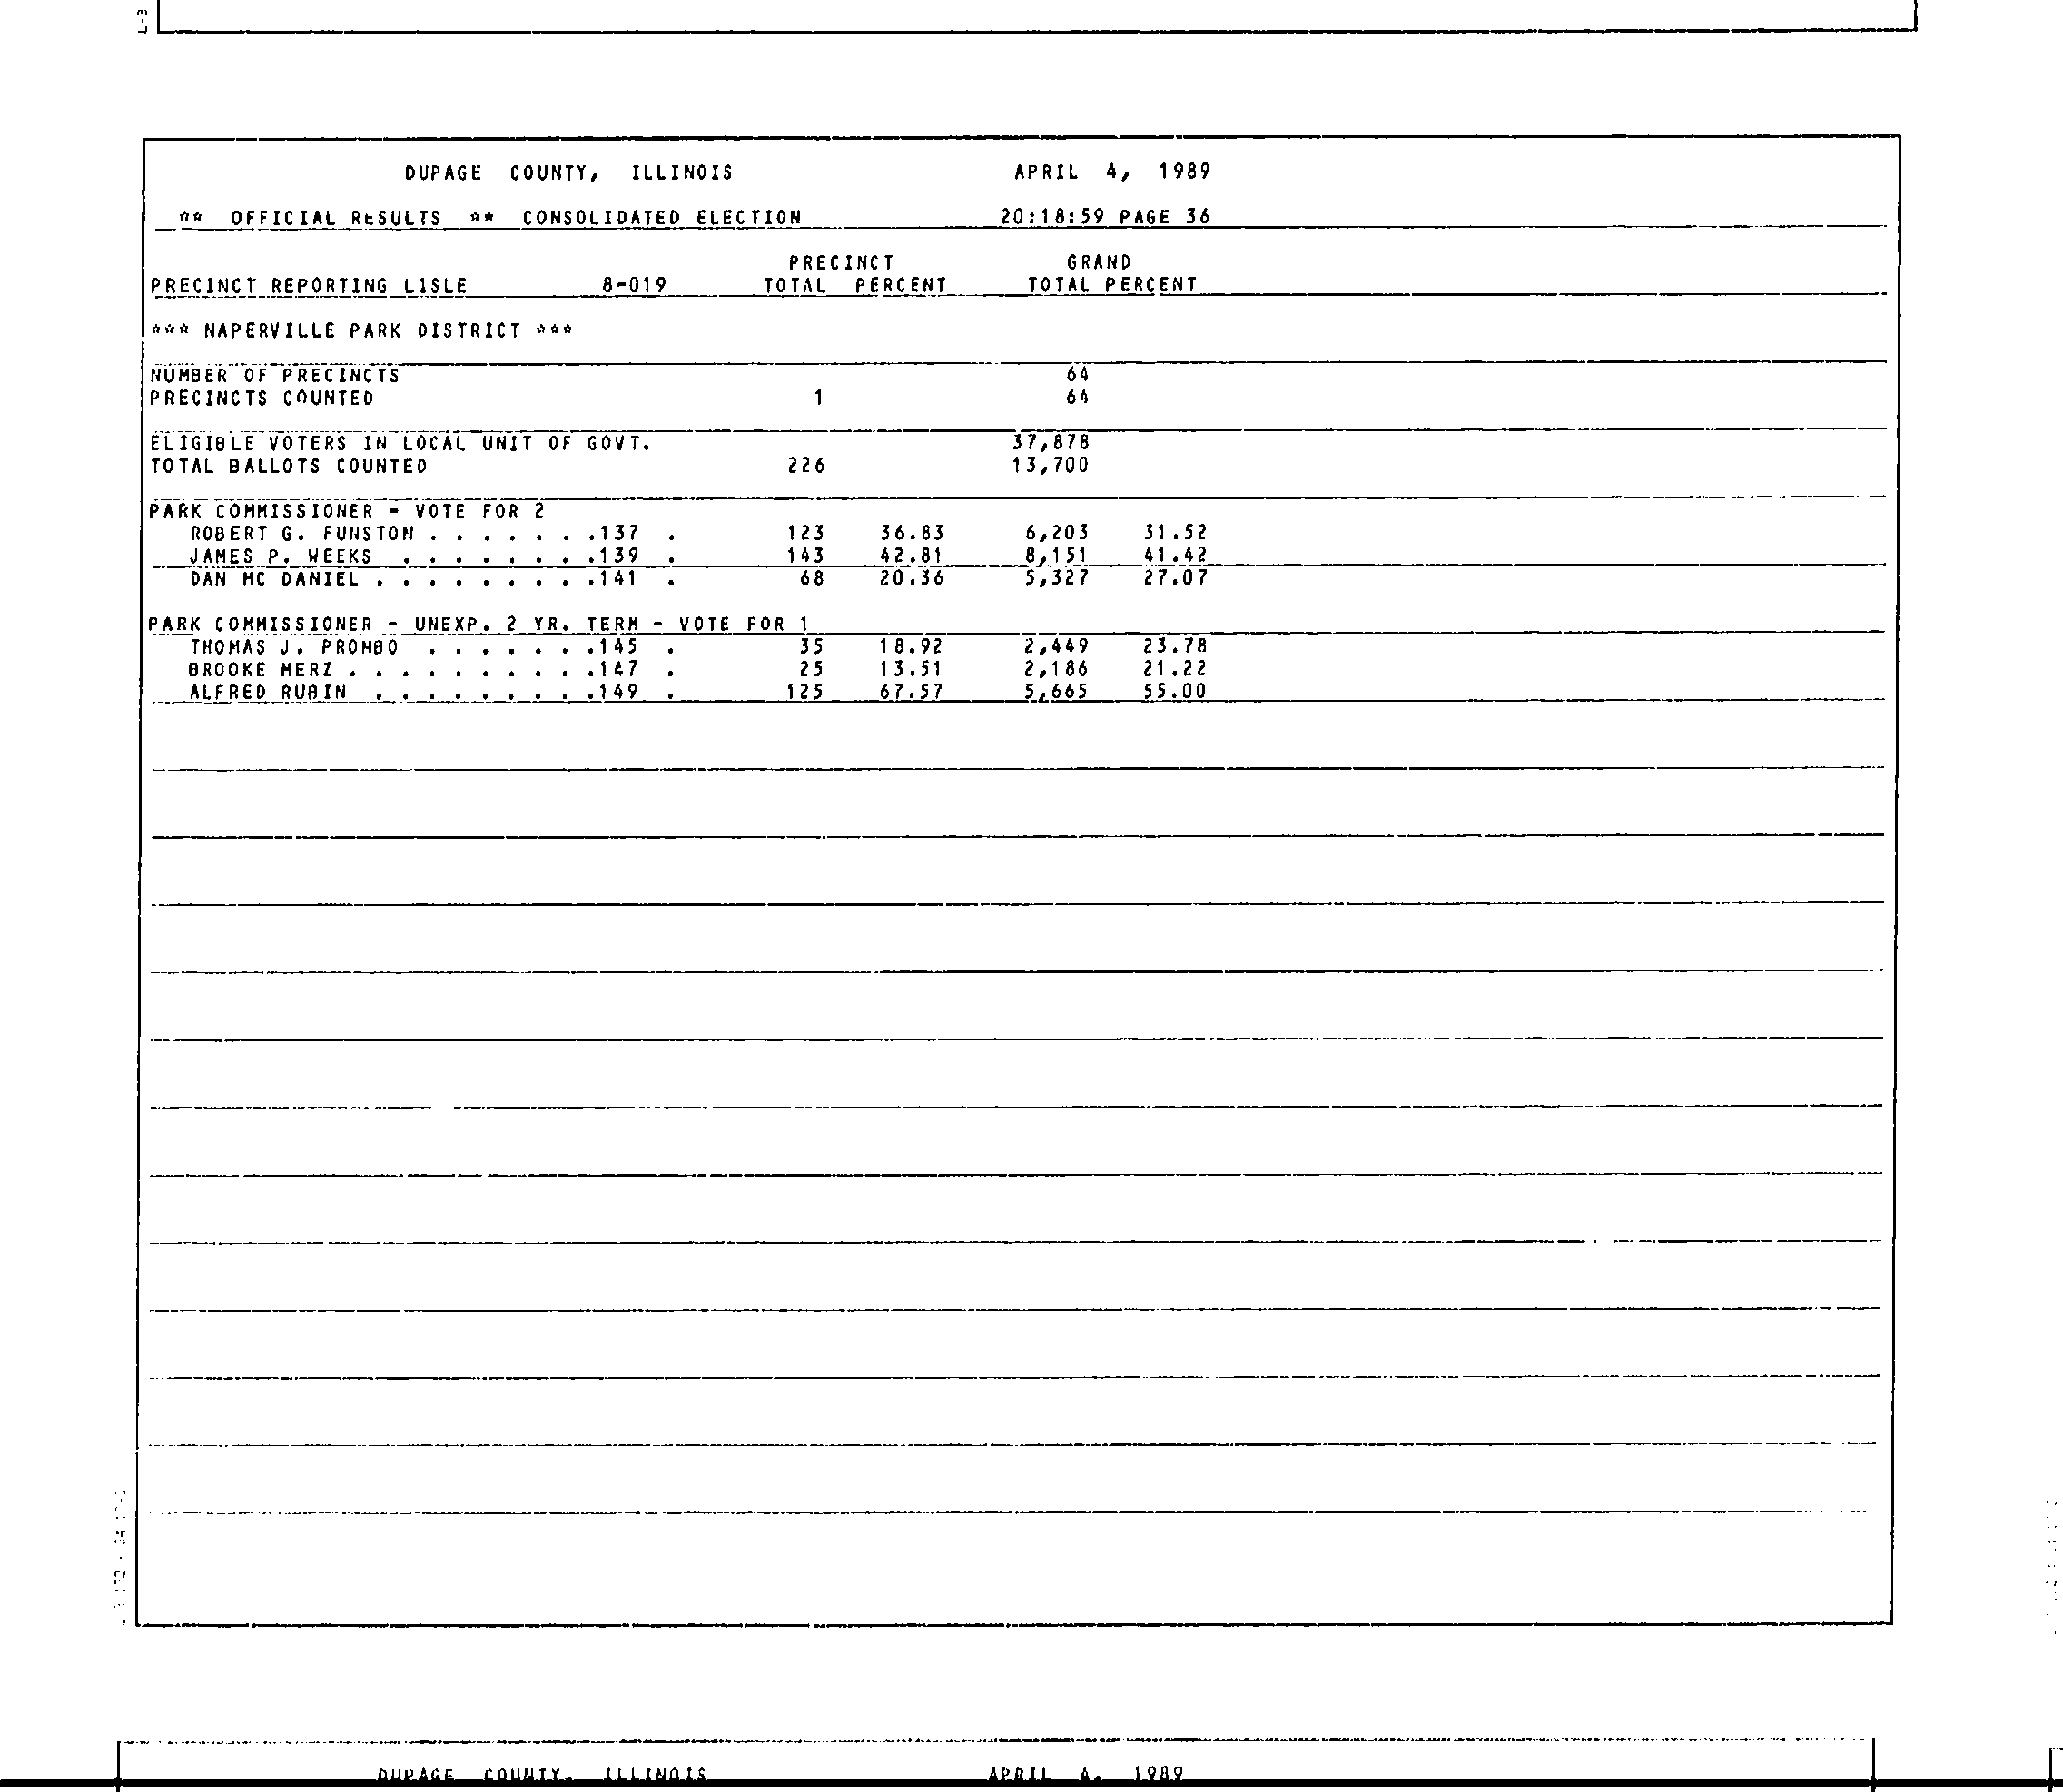 DUPAGE COUNTY, ILLINOIS APRIL 4, 1989
** OFFICIAL RESULTS ** CONSOLIDATED ELECTION 20:18:59 PAGE 36
PRECINCT GRAND
PRECINCT REPORTING LISLE 8-019 TOTAL PERCENT TOTAL PERCENT
*** NAPERVILLE PARK DISTRICT ***
NUMBER OF PRECINCTS 64
PRECINCTS COUNTED 1 64
ELIGIBLE VOTERS IN LOCAL UNIT OF GOVT. 37,878
TOTAL BALLOTS COUNTED 226 13,700
PARK COMMISSIONER - VOTE FOR 2
ROBERT G. FUNSTON . . . . . . .137 . 123 36.83 6,203 31.52
JAMES P. WEEKS . . . . . . . .139 . 143 42.81 8,151 41.42
DAN MC DANIEL . . . . . . . . .141 . 68 20.36 5,327 27.07
PARK COMMISSIONER - UNEXP. 2 YR. TERM - VOTE FOR 1
THOMAS J. PROMBO . . . . . . .145 . 35 18.92 2,449 23.78
BROOKE MERZ . . . . . . . . . .147 . 25 13.51 2,186 21.22
ALFRED RUBIN . . . . . . . . .149 . 125 67.57 5,665 55.00
DUPAGE COUNTY, ILLINOIS APRIL 4, 1989